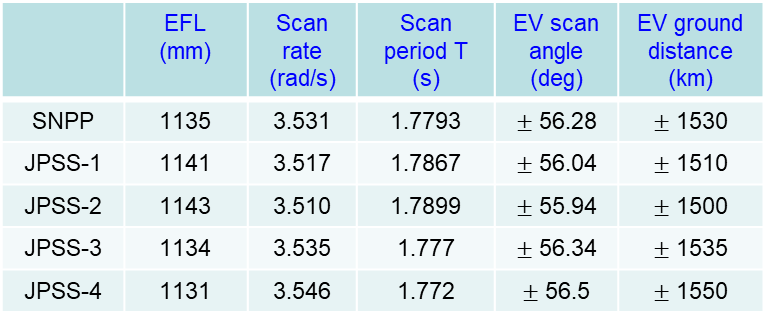 EFL (mm) Scan rate (rad/s) Scan period T (s) EV scan angle (deg) EV ground distance (km)
SNPP 1135 3.531 1.7793 ± 56.28 ± 1530
JPSS-1 1141 3.517 1.7867 ± 56.04 ± 1510
JPSS-2 1143 3.510 1.7899 ± 55.94 ± 1500
JPSS-3 1134 3.535 1.777 ± 56.34 ± 1535
JPSS-4 1131 3.546 1.772 ± 56.5 ± 1550